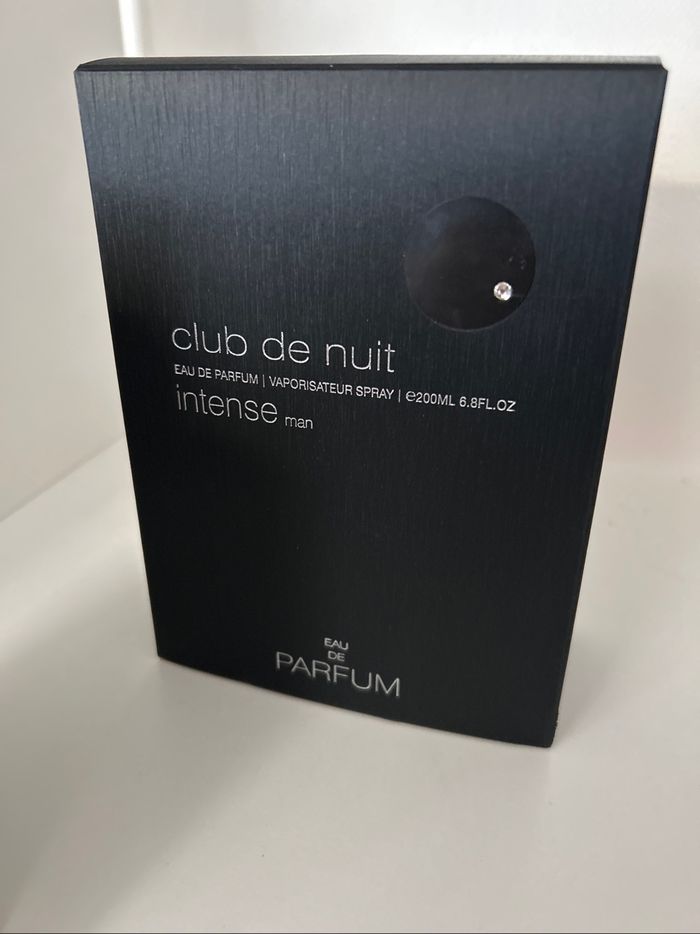 club de nuit
EAU DE PARFUM | VAPORISATEUR SPRAY | ℮200ML 6.8FL.OZ
intense man
EAU
DE
PARFUM